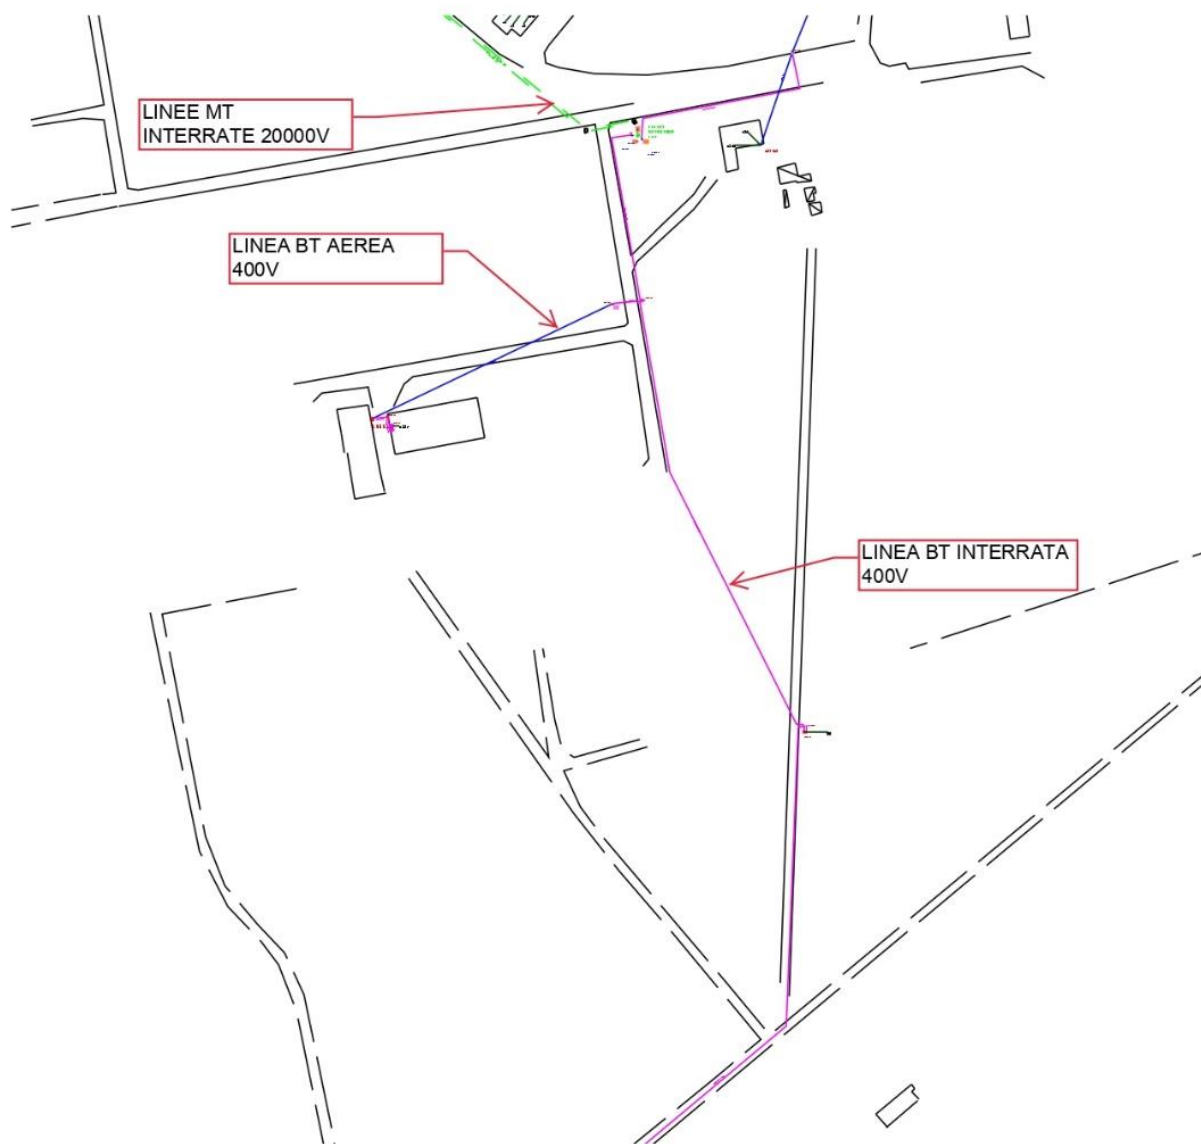 LINEE MT
INTERRATE 20000V
LINEA BT AEREA
400V
LINEA BT INTERRATA
400V